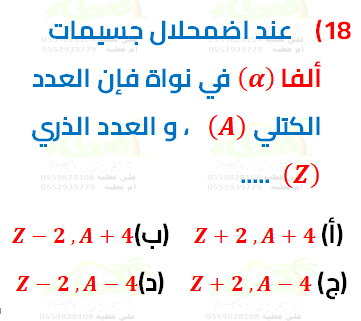 18) عند اضمحلال جسيمات
ألفا (α) في نواة فإن العدد
الكتلي (A) ، و العدد الذري
(Z) .....
(أ) Z + 2 , A + 4 (ب) Z − 2 , A + 4
(ج) Z + 2 , A − 4 (د) Z − 2 , A − 4